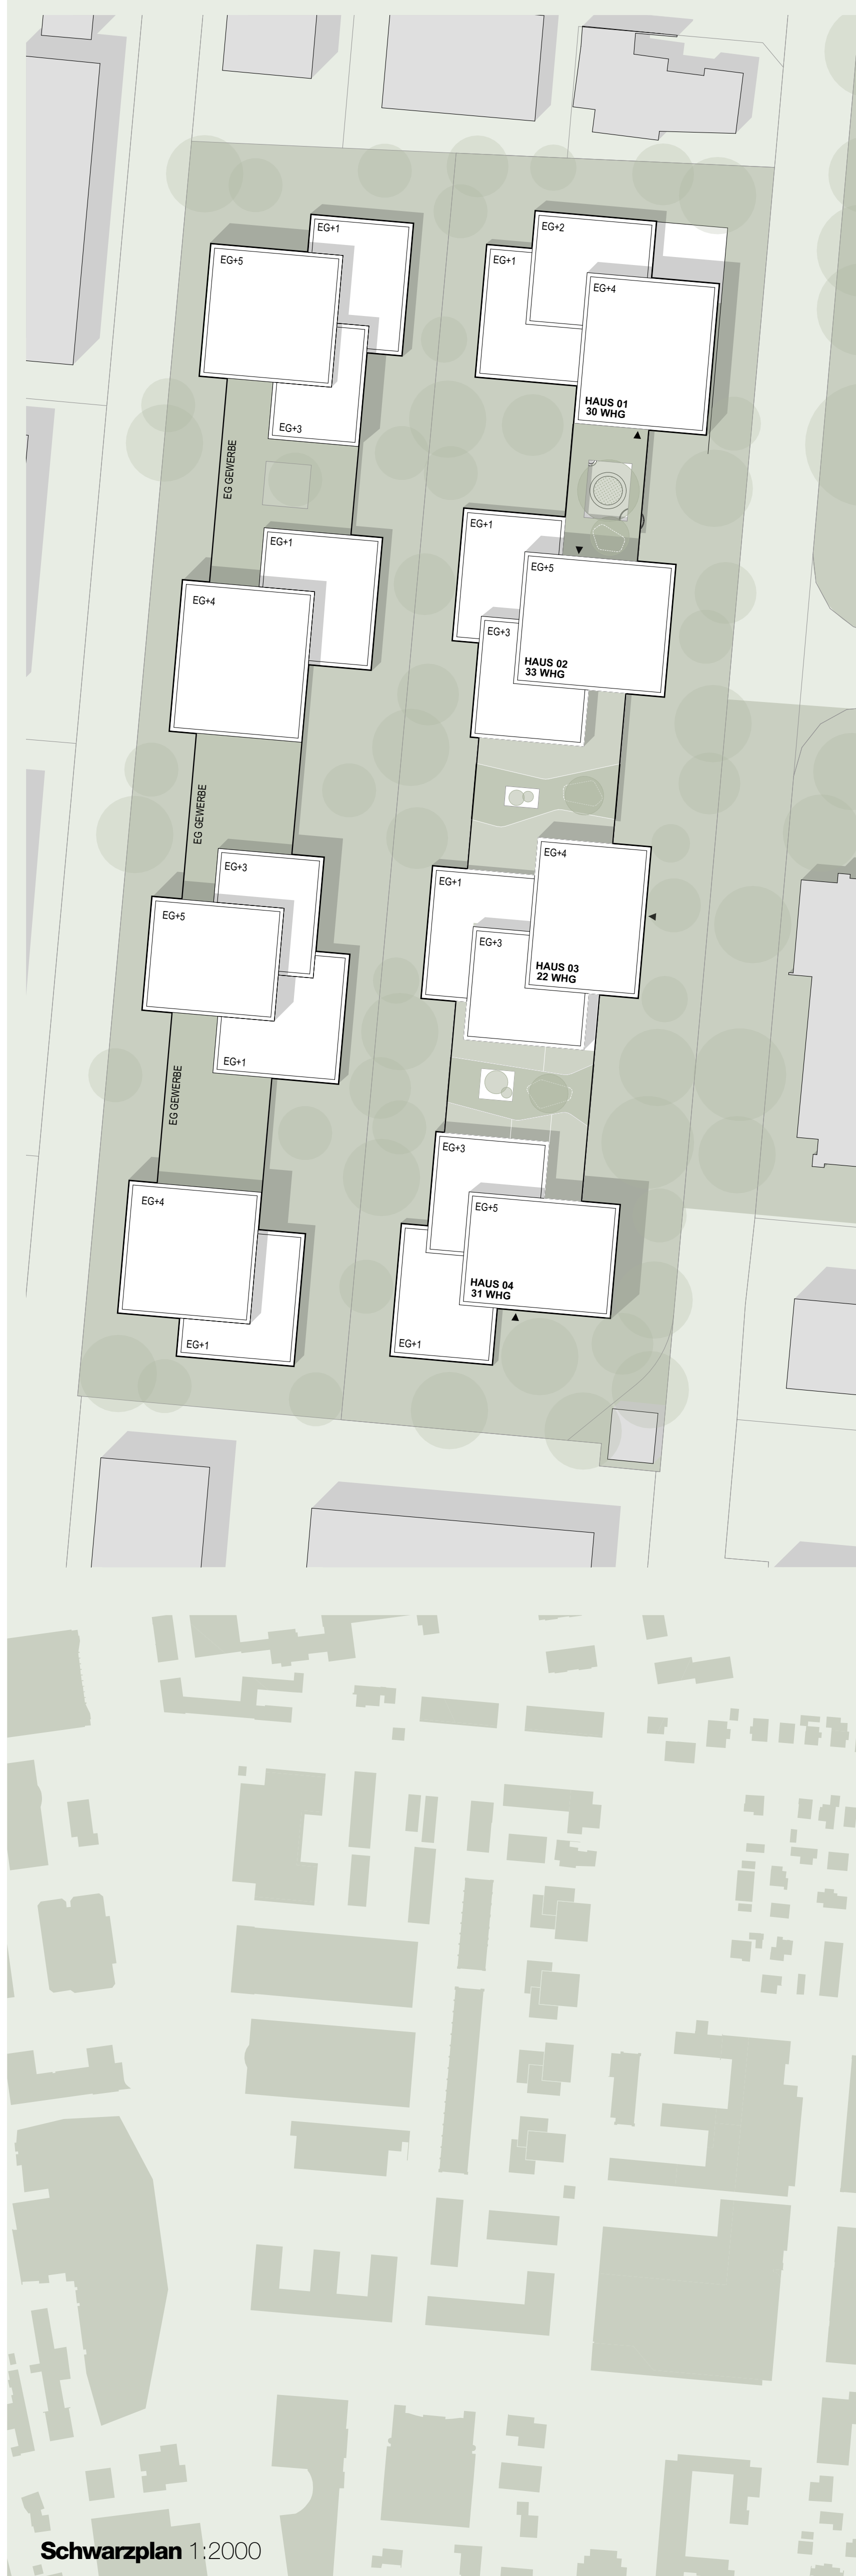 EG+1
EG+5
EG+3
EG GEWERBE
EG+1
EG+4
EG GEWERBE
EG+3
EG+5
EG+1
EG GEWERBE
EG+4
EG+1
EG+2
EG+1
EG+4
HAUS 01
30 WHG
EG+1
EG+5
EG+3
HAUS 02
33 WHG
EG+4
EG+1
EG+3
HAUS 03
22 WHG
EG+3
EG+5
HAUS 04
31 WHG
EG+1
Schwarzplan 1:2000